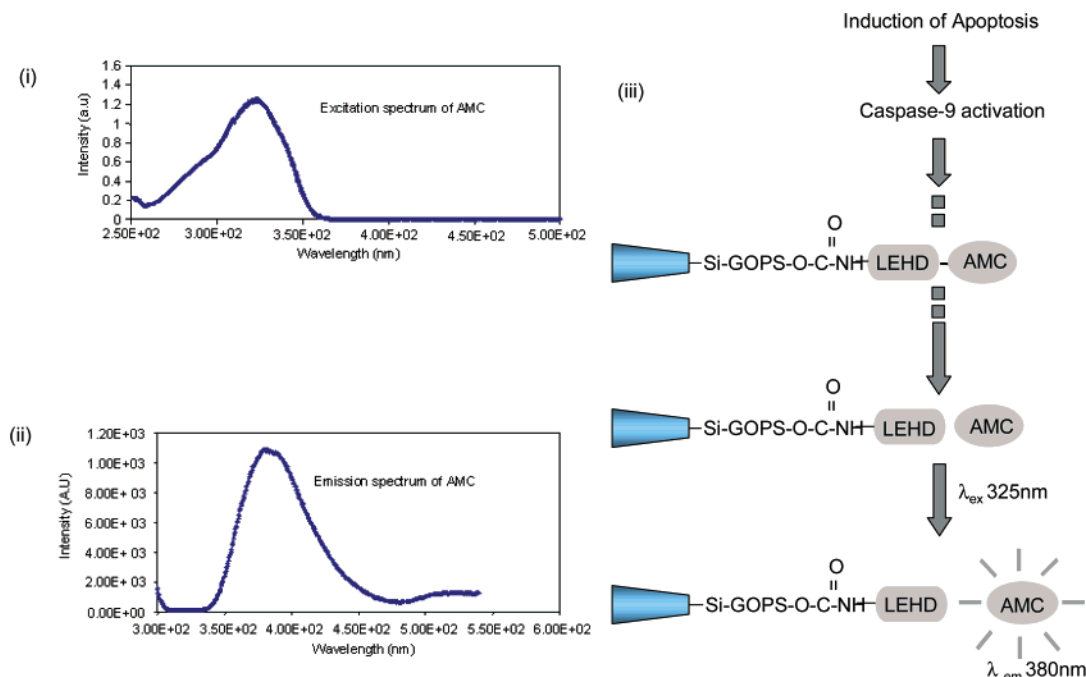 (i)
1.6
1.4
1.2
1
0.8
0.6
0.4
0.2
0
Intensity (a.u)
Excitation spectrum of AMC
2.50E+02 3.00E+02 3.50E+02 4.00E+02 4.50E+02 5.00E+02
Wavelength (nm)
(ii)
1.20E+03
1.00E+03
8.00E+03
6.00E+03
4.00E+03
2.00E+03
0.00E+00
Intensity (A.U)
Emission spectrum of AMC
3.00E+02 3.50E+02 4.00E+02 4.50E+02 5.00E+02 5.50E+02 6.00E+02
Wavelength (nm)
(iii)
Induction of Apoptosis
Caspase-9 activation
O
Si-GOPS-O-C-NH LEHD AMC
O
Si-GOPS-O-C-NH LEHD AMC
λex 325nm
O
Si-GOPS-O-C-NH LEHD AMC
λem 380nm